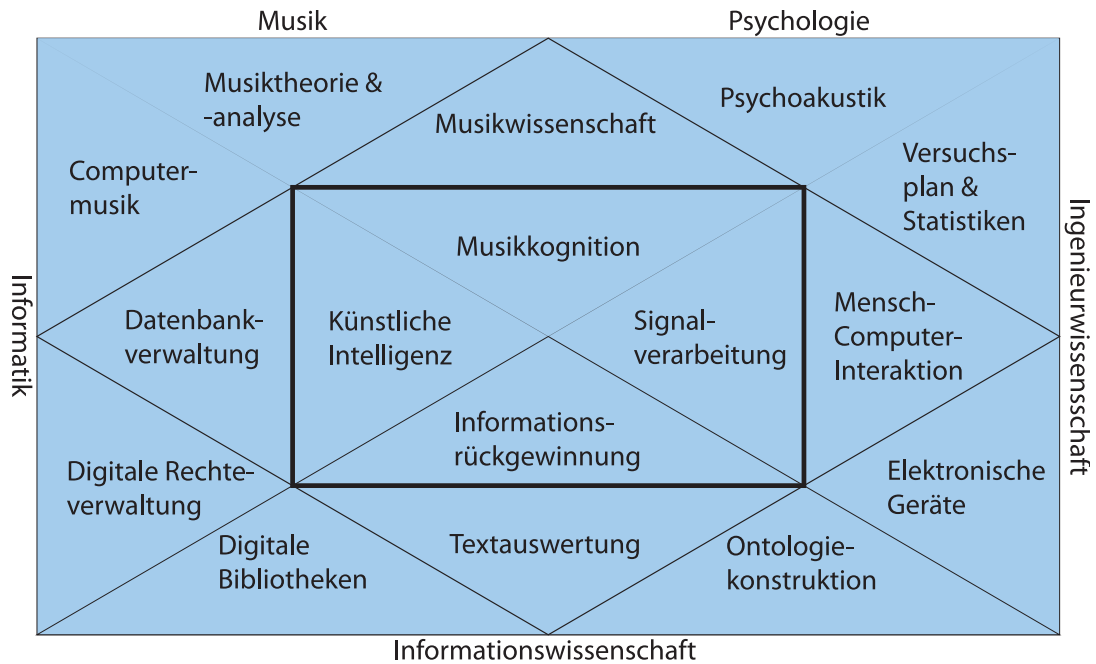 Musik
Psychologie
Musiktheorie &
-analyse
Psychoakustik
Musikwissenschaft
Computer-
musik
Versuchs-
plan &
Statistiken
Musikkognition
Informatik
Ingenieurwissensschaft
Datenbank-
verwaltung
Künstliche
Intelligenz
Signal-
verarbeitung
Mensch-
Computer-
Interaktion
Informations-
rückgewinnung
Digitale Rechte-
verwaltung
Elektronische
Geräte
Digitale
Bibliotheken
Textauswertung
Ontologie-
konstruktion
Informationswissenschaft